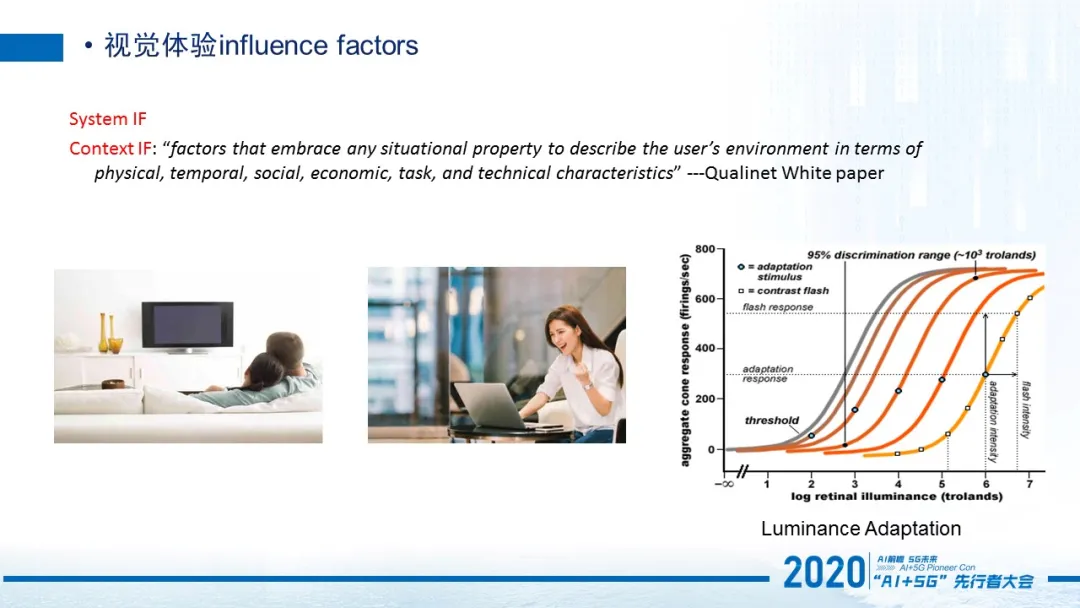 • 视觉体验influence factors
System IF
Context IF: “factors that embrace any situational property to describe the user’s environment in terms of
physical, temporal, social, economic, task, and technical characteristics” ---Qualinet White paper
800
600
400
200
0
aggregate cone response (firings/sec)
95% discrimination range (~10³ trolands)
= adaptation
stimulus
= contrast flash
flash response
adaptation
response
threshold
adaptation intensity
flash intensity
−∞ 1 2 3 4 5 6 7
log retinal illuminance (trolands)
Luminance Adaptation
2020
AI解锢 5G未来
AI+5G Pioneer Con
“AI+5G” 先行者大会